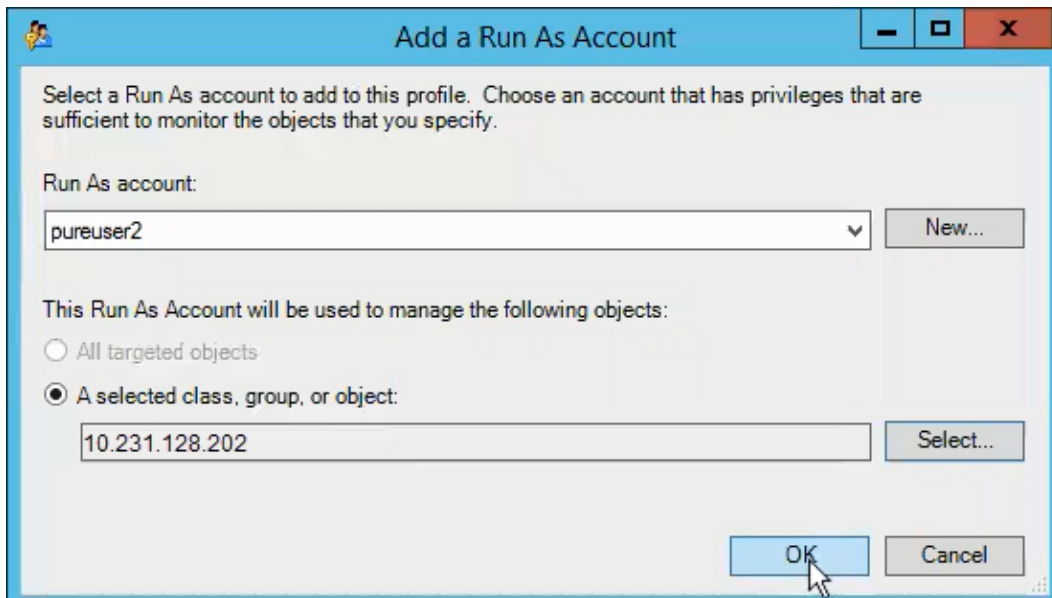 Add a Run As Account
Select a Run As account to add to this profile.  Choose an account that has privileges that are
sufficient to monitor the objects that you specify.
Run As account:
pureuser2
New...
This Run As Account will be used to manage the following objects:
All targeted objects
A selected class, group, or object:
10.231.128.202
Select...
OK
Cancel